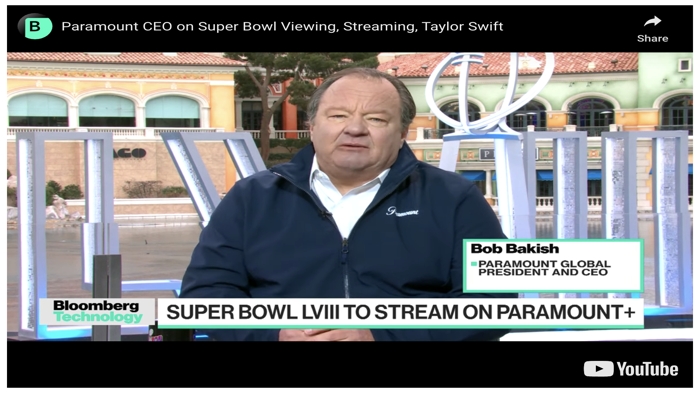 B
Paramount CEO on Super Bowl Viewing, Streaming, Taylor Swift
Share
Paramount
Bob Bakish
PARAMOUNT GLOBAL
PRESIDENT AND CEO
Bloomberg
Technology
SUPER BOWL LVIII TO STREAM ON PARAMOUNT+
YouTube